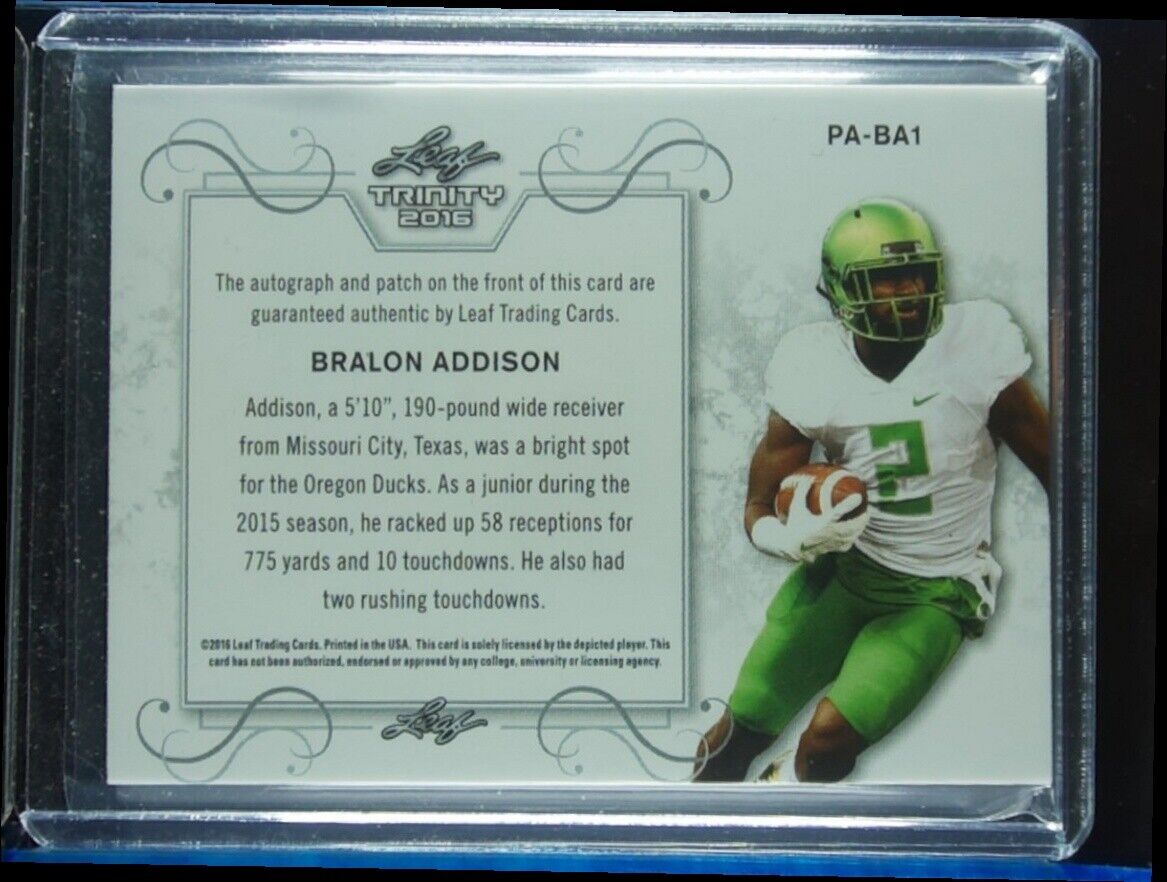 PA-BA1
Leaf
TRINITY
2016
The autograph and patch on the front of this card are
guaranteed authentic by Leaf Trading Cards.
BRALON ADDISON
Addison, a 5'10", 190-pound wide receiver
from Missouri City, Texas, was a bright spot
for the Oregon Ducks. As a junior during the
2015 season, he racked up 58 receptions for
775 yards and 10 touchdowns. He also had
two rushing touchdowns.
©2016 Leaf Trading Cards. Printed in the USA. This card is solely licensed by the depicted player. This
card has not been authorized, endorsed or approved by any college, university or licensing agency.
Leaf
2